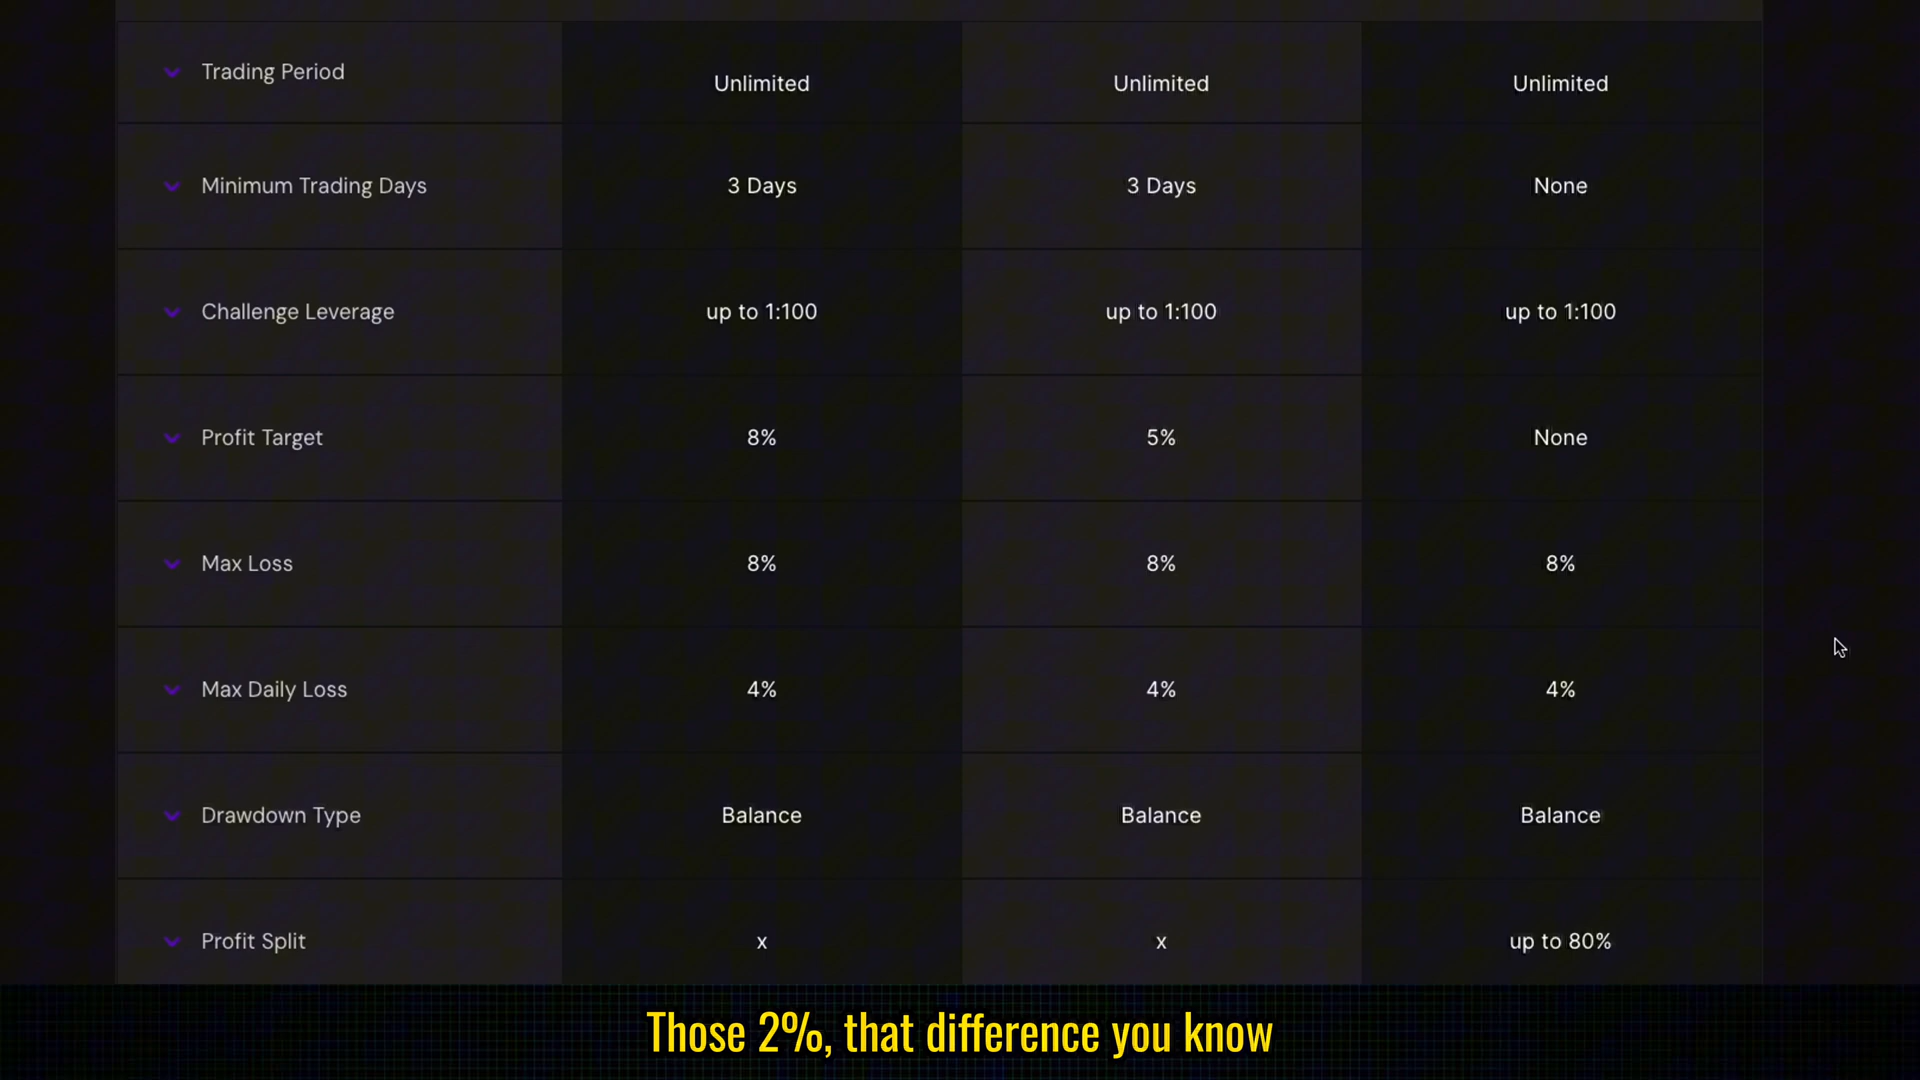 Trading Period Unlimited Unlimited Unlimited
Minimum Trading Days 3 Days 3 Days None
Challenge Leverage up to 1:100 up to 1:100 up to 1:100
Profit Target 8% 5% None
Max Loss 8% 8% 8%
Max Daily Loss 4% 4% 4%
Drawdown Type Balance Balance Balance
Profit Split x x up to 80%
Those 2%, that difference you know